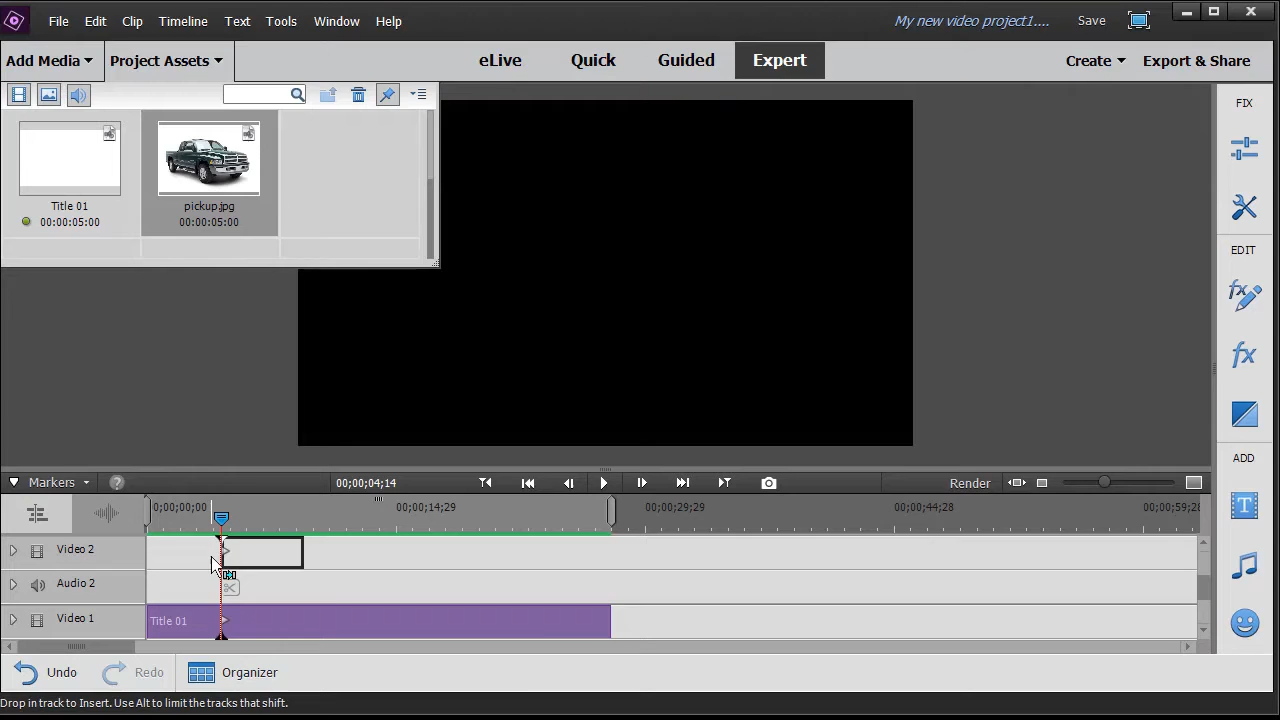 File Edit Clip Timeline Text Tools Window Help My new video project1.... Save
Add Media Project Assets eLive Quick Guided Expert Create Export & Share
FIX
Title 01 pickup.jpg
00:00:05:00 00:00:05:00
EDIT
ADD
Markers 00;00;04;14 Render
0;00;00;00 00;00;14;29 00;00;29;29 00;00;44;28 00;00;59;28
Video 2
Audio 2
Video 1 Title 01
Undo Redo Organizer
Drop in track to Insert. Use Alt to limit the tracks that shift.